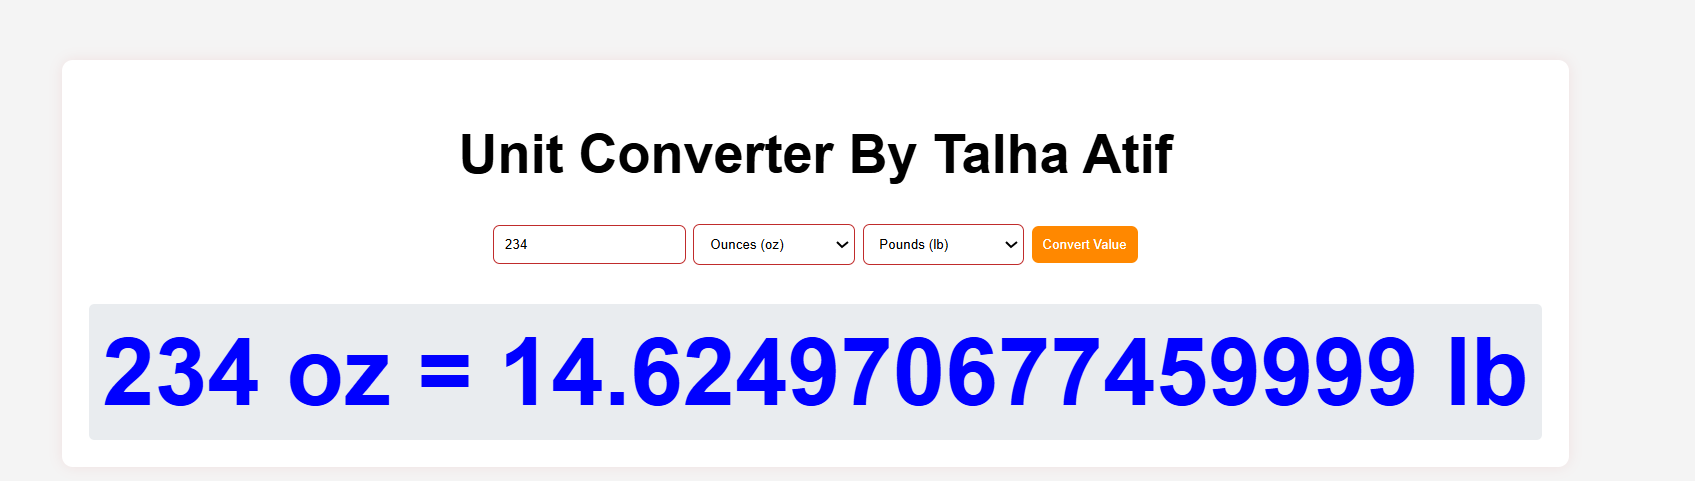 Unit Converter By Talha Atif
234 Ounces (oz) Pounds (lb) Convert Value
234 oz = 14.624970677459999 lb